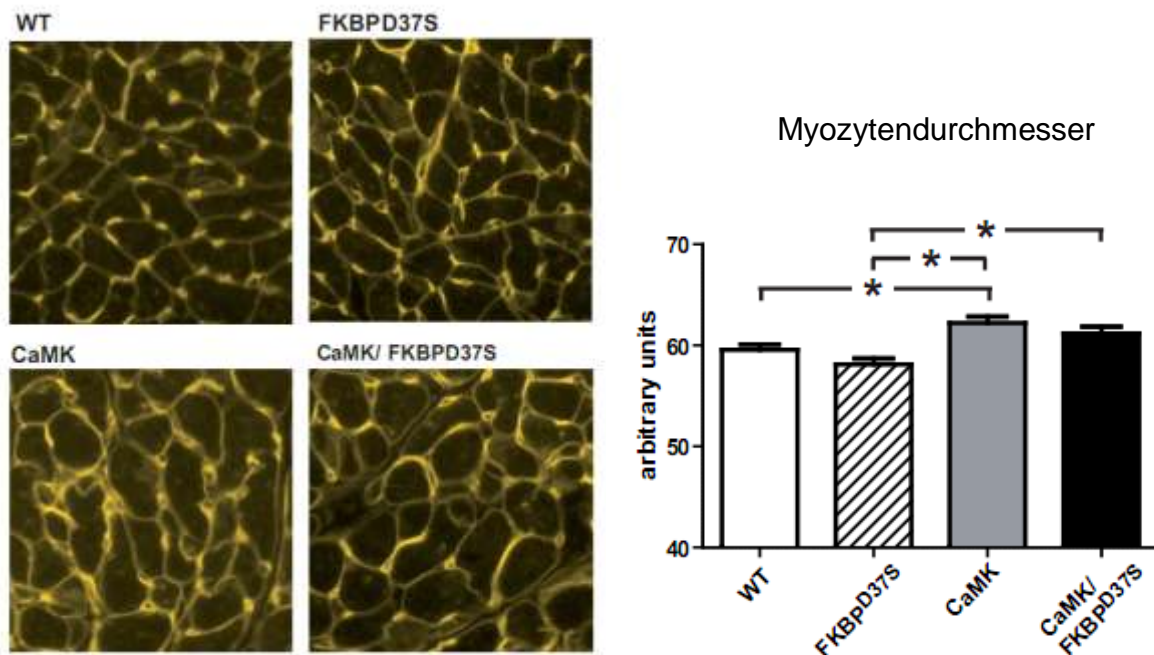 WT
FKBPD37S
CaMK
CaMK/ FKBPD37S
Myozytendurchmesser
arbitrary units
70
60
50
40
*
*
*
WT
FKBPD37S
CaMK
CaMK/
FKBPD37S